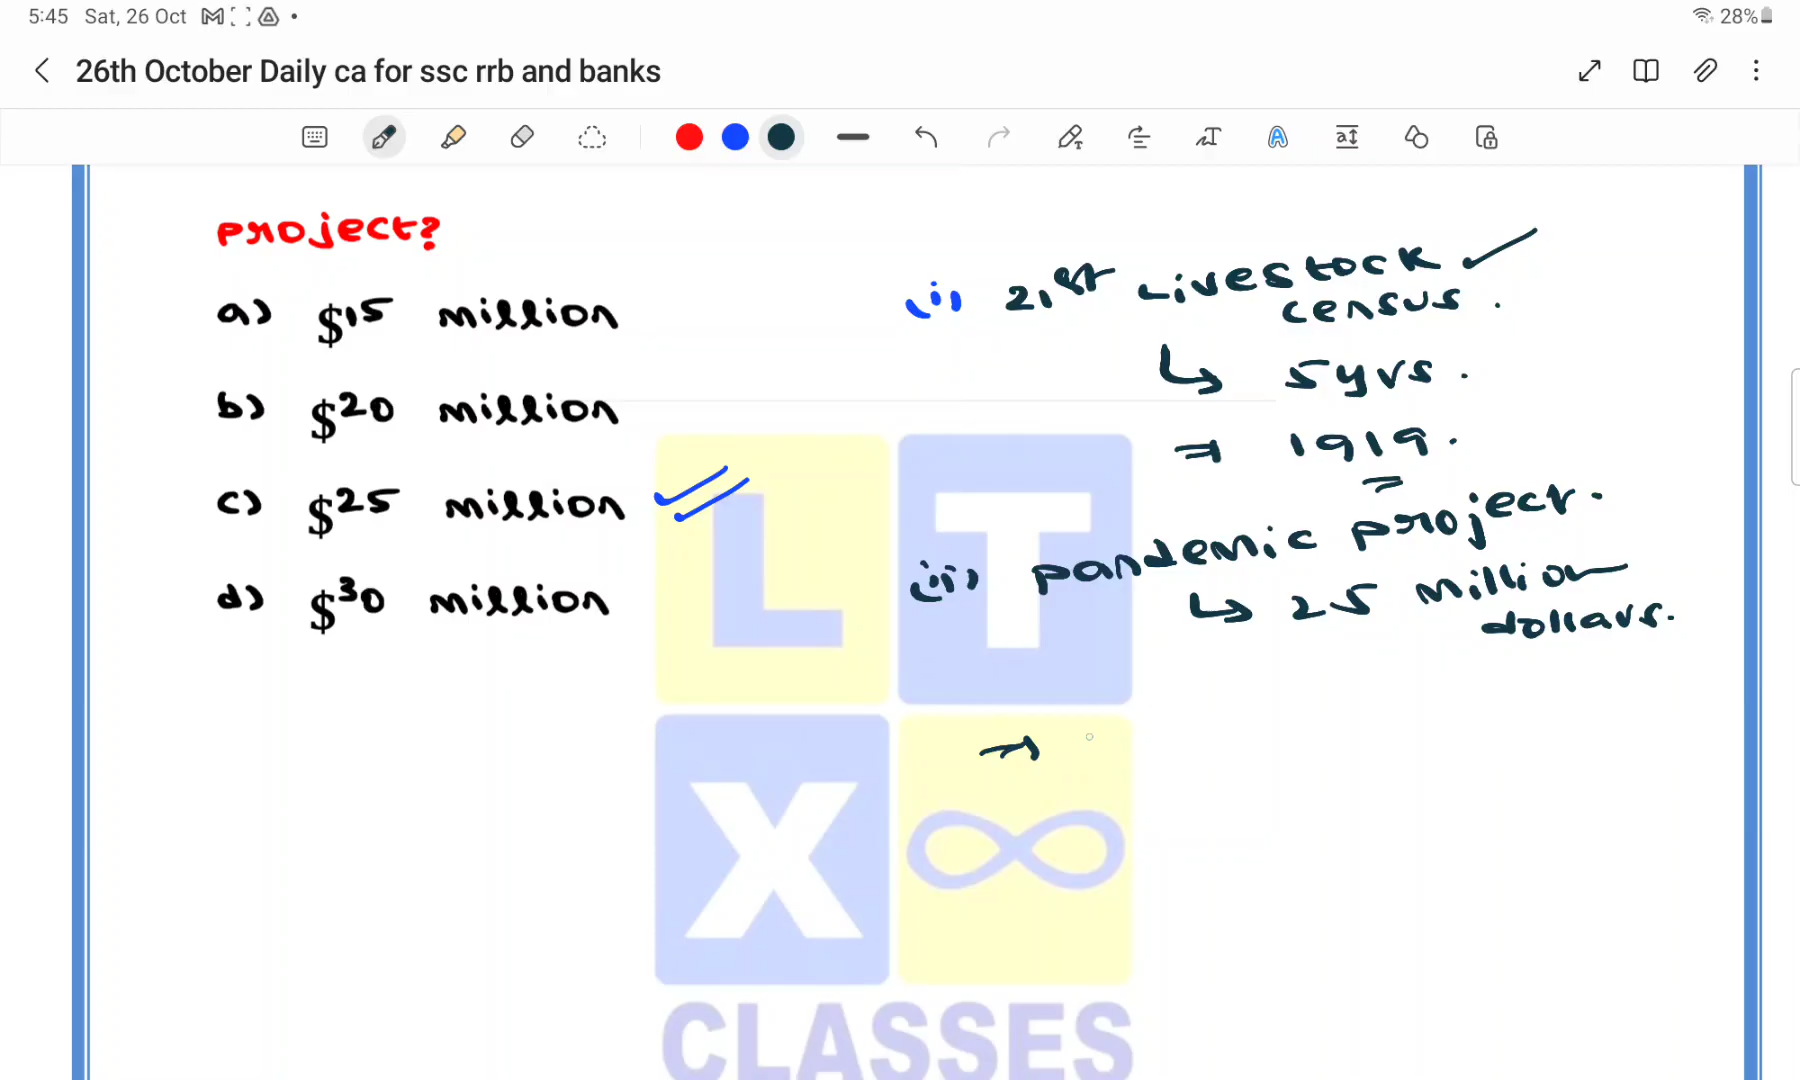 5:45 Sat, 26 Oct
28%
26th October Daily ca for ssc rrb and banks
project?
a) $15 million
b) $20 million
c) $25 million
d) $30 million
(i) 21st Livestock
census.
↳ 5yrs.
⇒ 1919.
(ii) pandemic project.
↳ 25 million
dollars.
→
L T
X ∞
CLASSES